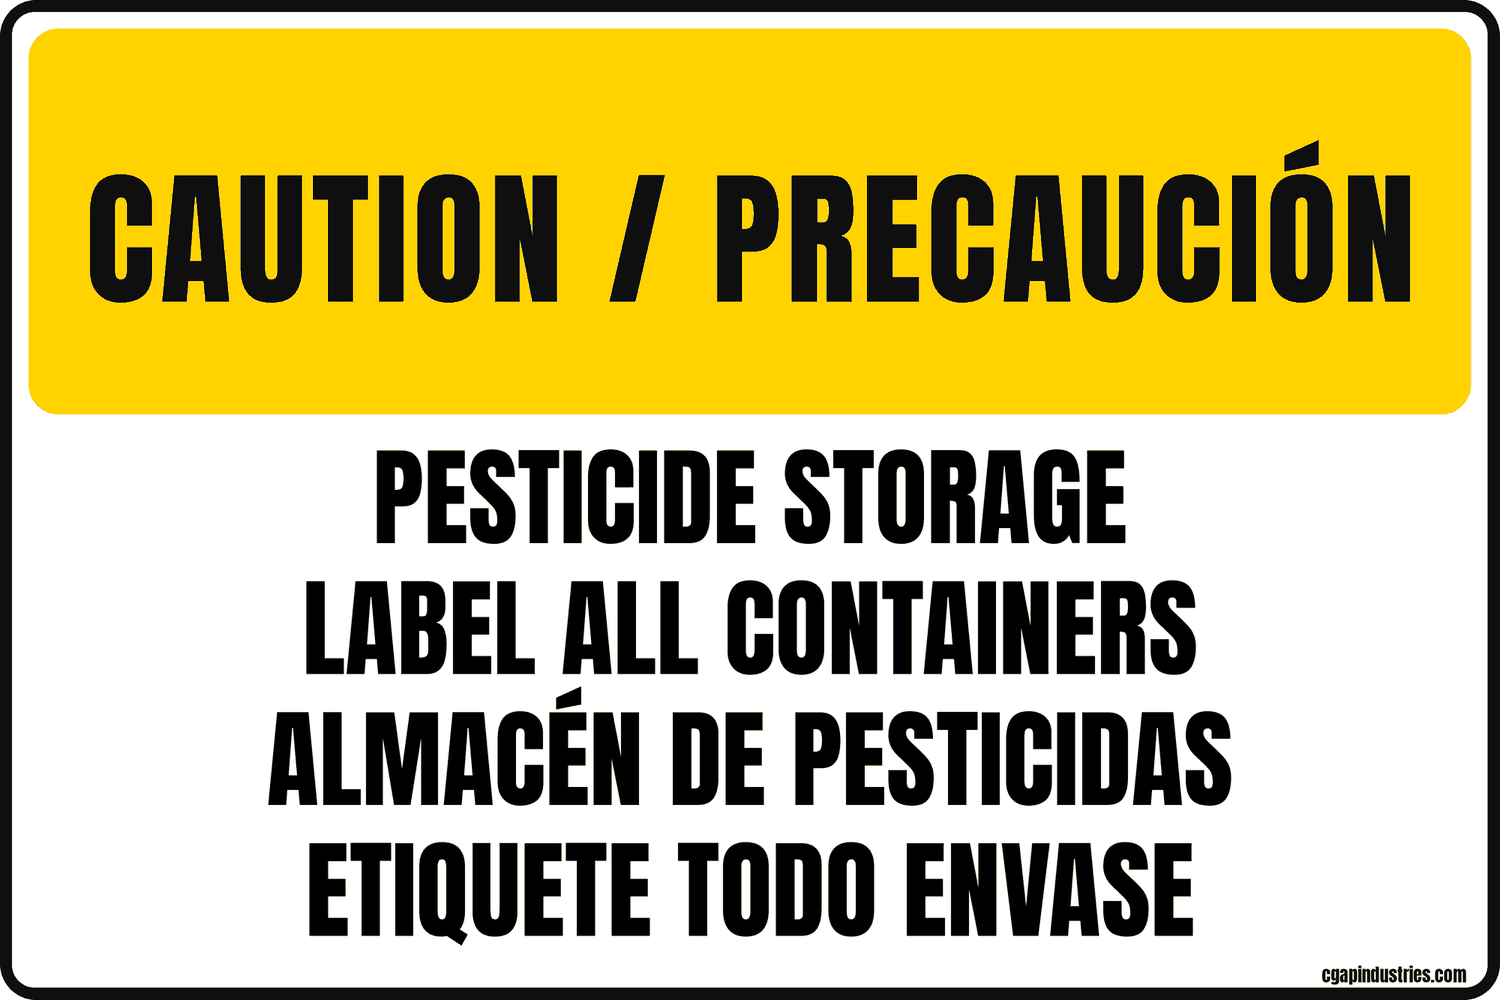 CAUTION / PRECAUCIÓN
PESTICIDE STORAGE
LABEL ALL CONTAINERS
ALMACÉN DE PESTICIDAS
ETIQUETE TODO ENVASE
cgapindustries.com